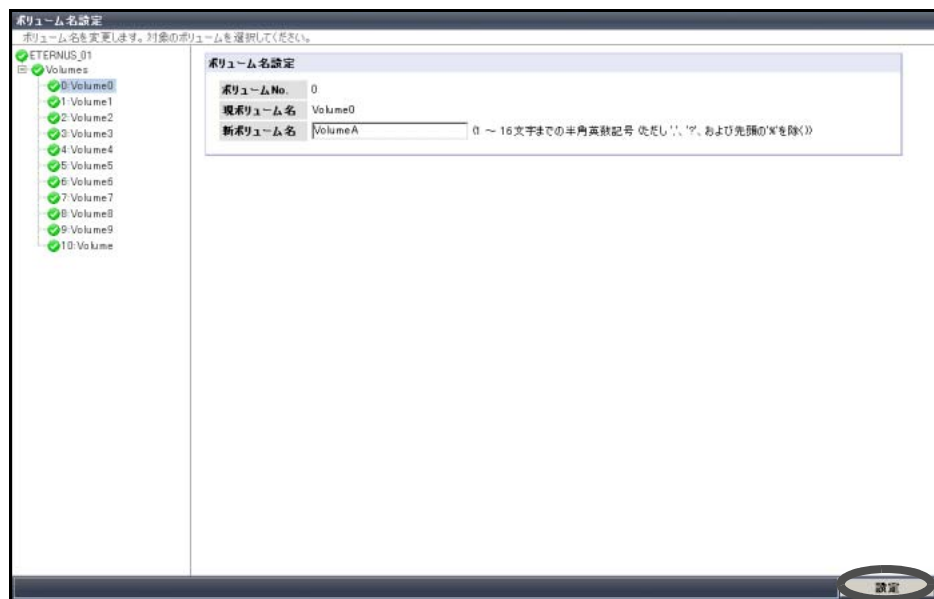 ボリューム名設定
ボリューム名を変更します。対象のボリュームを選択してください。
ETERNUS_01
Volumes
0:Volume0
1:Volume1
2:Volume2
3:Volume3
4:Volume4
5:Volume5
6:Volume6
7:Volume7
8:Volume8
9:Volume9
10:Volume
ボリューム名設定
ボリュームNo. 0
現ボリューム名 Volume0
新ボリューム名 VolumeA (1 ～ 16文字までの半角英数記号 (ただし ',', '?', および先頭の'%'を除く))
設定